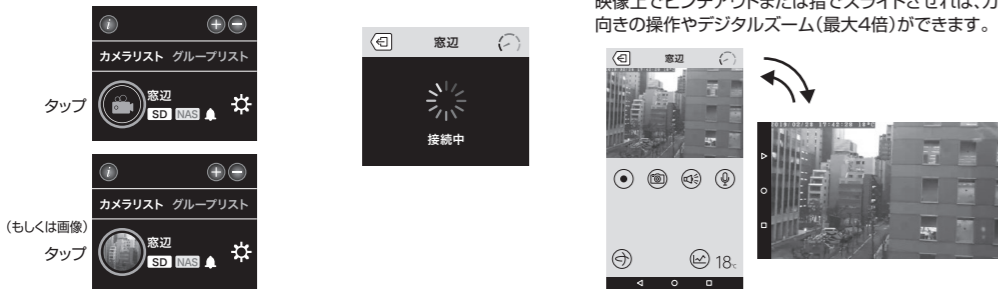 映像上でピンチアウトまたは指でスライドさせれば、カ
向きの操作やデジタルズーム(最大4倍)ができます。
カメラリスト グループリスト
タップ
窓辺
SD NAS
カメラリスト グループリスト
(もしくは画像)
タップ
窓辺
SD NAS
窓辺
接続中
窓辺
18℃